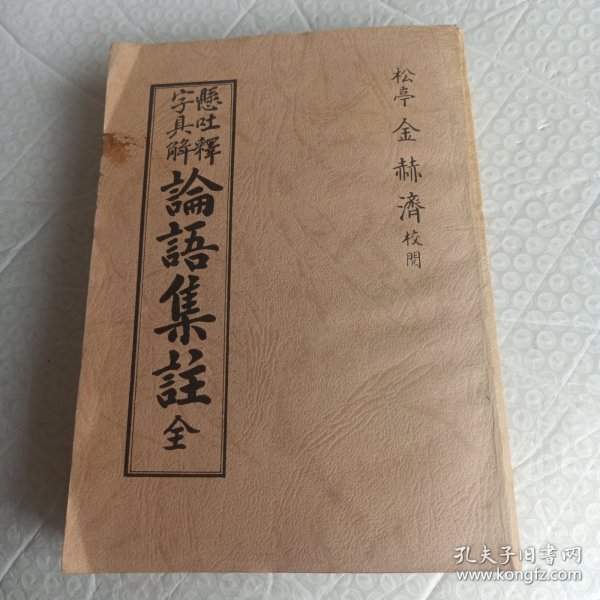 松亭 金赫濟 校閱
懸吐釋
字具解
論語集註 全
孔夫子旧书网
www.kongfz.com